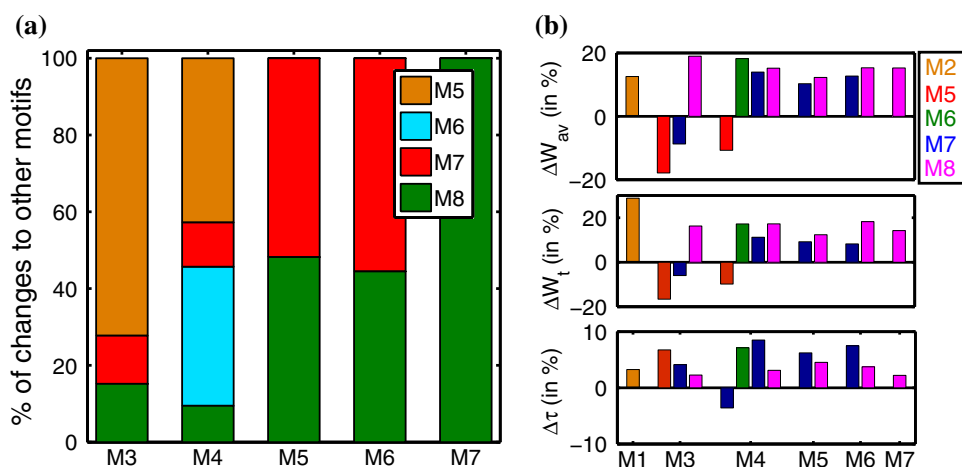 (a)
% of changes to other motifs
100
80
60
40
20
0
M3 M4 M5 M6 M7
M5
M6
M7
M8
(b)
ΔW_av (in %)
20
0
−20
ΔW_t (in %)
20
0
−20
Δτ (in %)
10
0
−10
M1 M3 M4 M5 M6 M7
M2
M5
M6
M7
M8